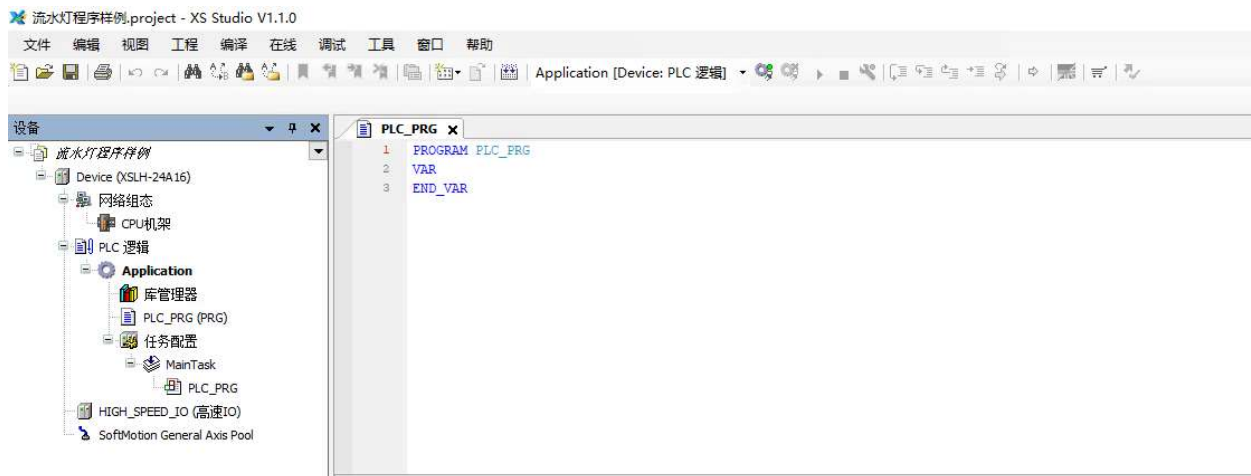 流水灯程序样例.project - XS Studio V1.1.0
文件 编辑 视图 工程 编译 在线 调试 工具 窗口 帮助
Application [Device: PLC 逻辑]
设备
PLC_PRG
流水灯程序样例
Device (XSLH-24A16)
网络组态
CPU机架
PLC 逻辑
Application
库管理器
PLC_PRG (PRG)
任务配置
MainTask
PLC_PRG
HIGH_SPEED_IO (高速IO)
SoftMotion General Axis Pool
1 PROGRAM PLC_PRG
2 VAR
3 END_VAR